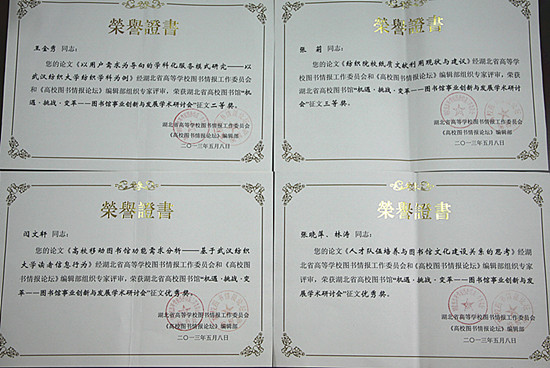 榮譽證書
王金秀 同志：
您的论文《以用户需求为导向的学科化服务模式研究——以
武汉纺织大学纺织学科为例》经湖北省高等学校图书情报工作委员会
和《高校图书情报论坛》编辑部组织专家评审，荣获湖北省图书馆“机
遇·挑战·变革——图书馆事业创新与发展学术研讨会”征文二等奖。
湖北省高等学校图书情报工作委员会
《高校图书情报论坛》编辑部
二〇一三年五月八日
榮譽證書
张 莉 同志：
您的论文《纺织院校纸质文献利用现状与建议》经湖北省高等学
校图书情报工作委员会和《高校图书情报论坛》编辑部组织专家评审，荣获
湖北省图书馆“机遇·挑战·变革——图书馆事业创新与发展学术研
讨会”征文三等奖。
湖北省高等学校图书情报工作委员会
《高校图书情报论坛》编辑部
二〇一三年五月八日
榮譽證書
闫文轩 同志：
您的论文《高校移动图书馆功能需求分析——基于武汉纺织
大学读者信息行为》经湖北省高等学校图书情报工作委员会和《高校图
书情报论坛》编辑部组织专家评审，荣获湖北省图书馆“机遇·挑战·变
革——图书馆事业创新与发展学术研讨会”征文优秀奖。
湖北省高等学校图书情报工作委员会
《高校图书情报论坛》编辑部
二〇一三年五月八日
榮譽證書
张晓萍、林涛 同志：
您的论文《人才队伍培养与图书馆文化建设关系的思考》经湖
北省高等学校图书情报工作委员会和《高校图书情报论坛》编辑部组织专家
评审，荣获湖北省图书馆“机遇·挑战·变革——图书馆事业创新与发
展学术研讨会”征文优秀奖。
湖北省高等学校图书情报工作委员会
《高校图书情报论坛》编辑部
二〇一三年五月八日